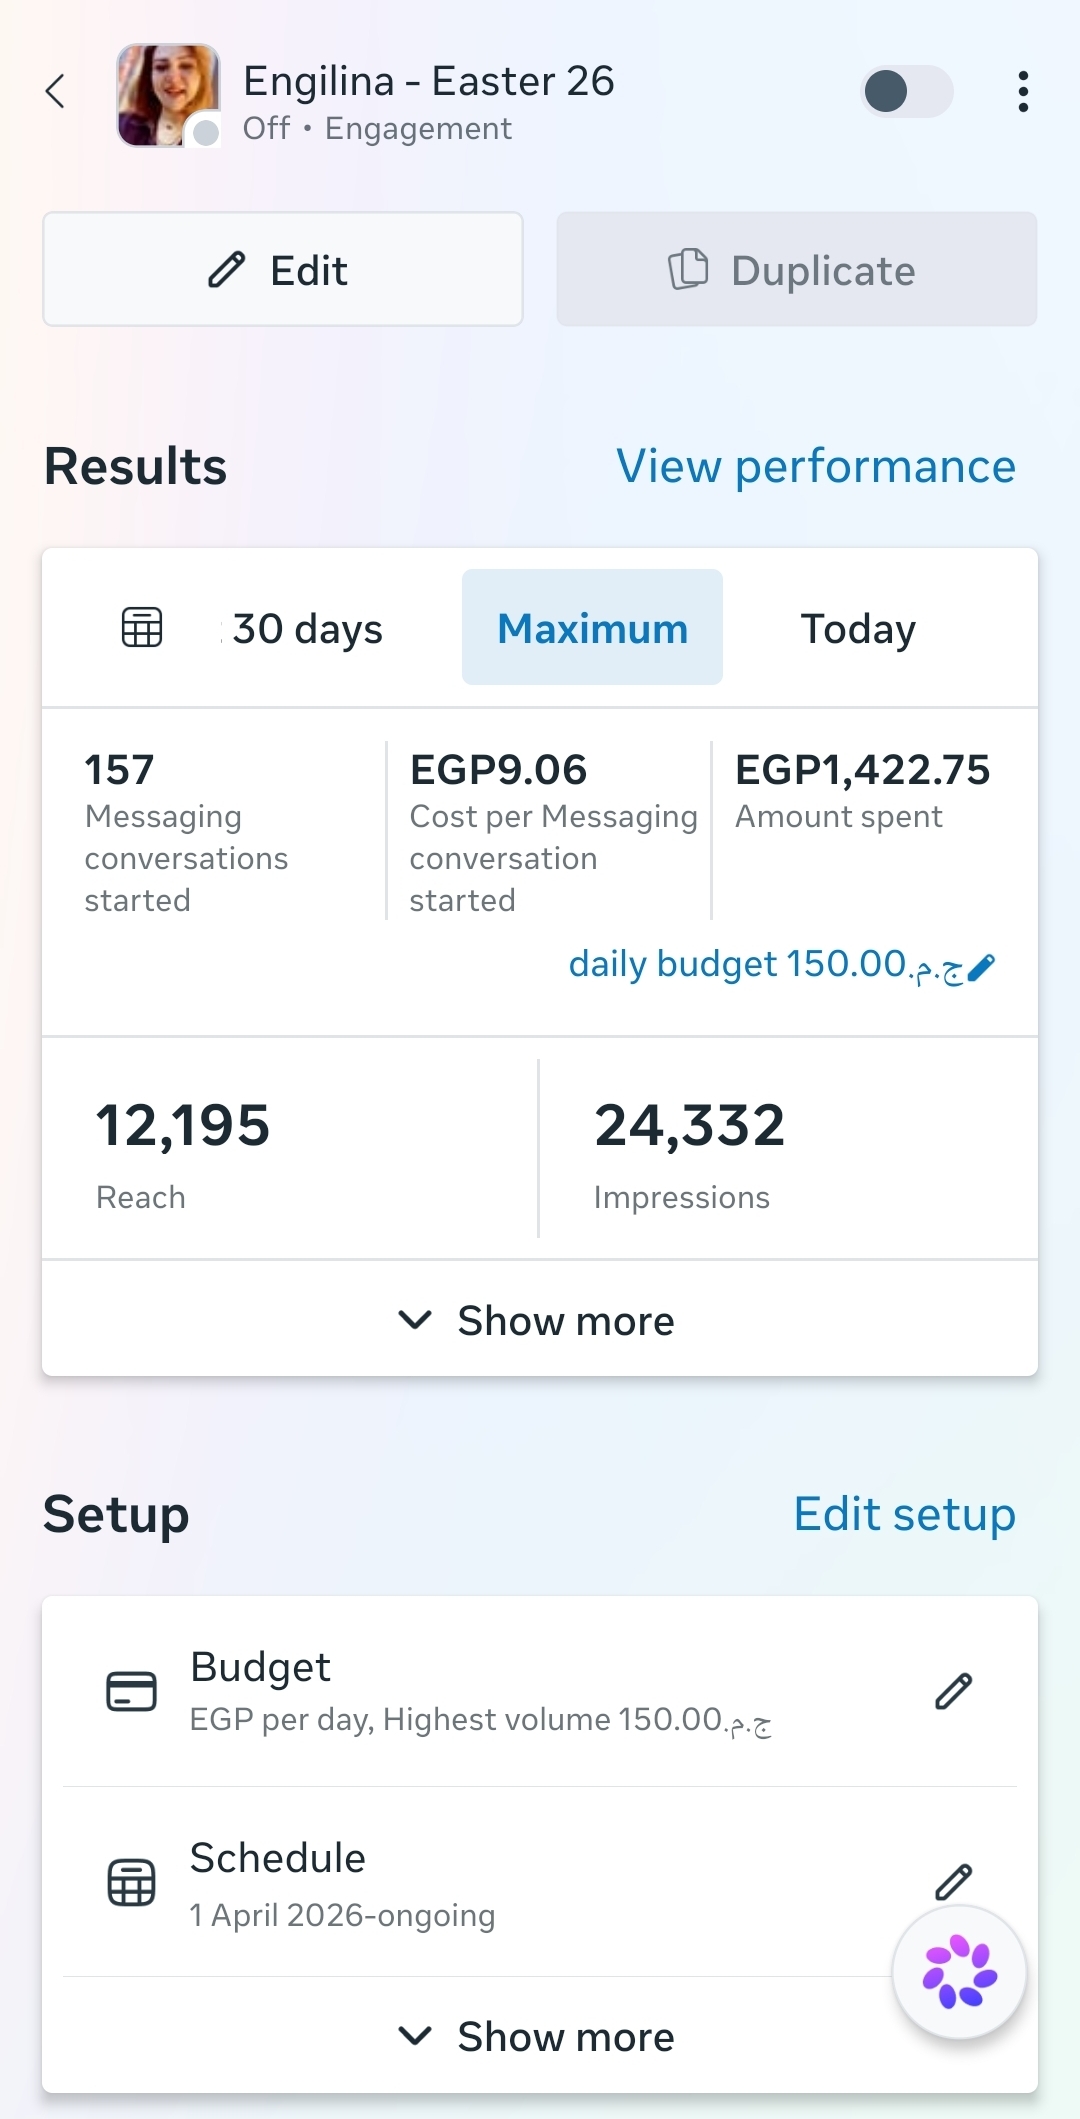 Engilina - Easter 26
Off • Engagement
Edit
Duplicate
Results
View performance
30 days
Maximum
Today
157
Messaging
conversations
started
EGP9.06
Cost per Messaging
conversation
started
EGP1,422.75
Amount spent
daily budget 150.00.ج.م
12,195
Reach
24,332
Impressions
Show more
Setup
Edit setup
Budget
EGP per day, Highest volume 150.00.ج.م
Schedule
1 April 2026-ongoing
Show more